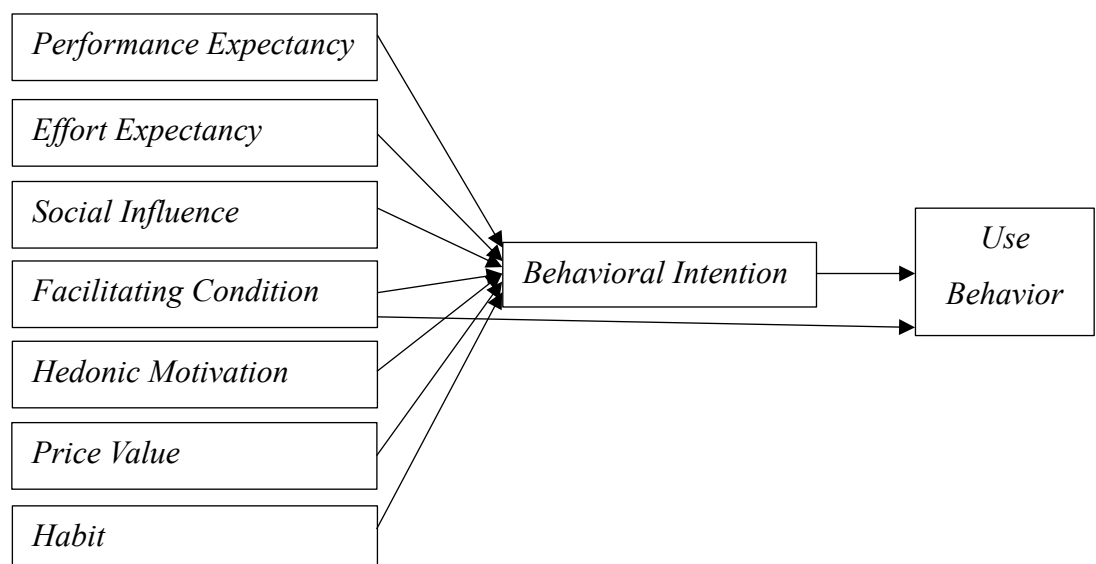 Performance Expectancy
Effort Expectancy
Social Influence
Facilitating Condition
Hedonic Motivation
Price Value
Habit
Behavioral Intention
Use
Behavior